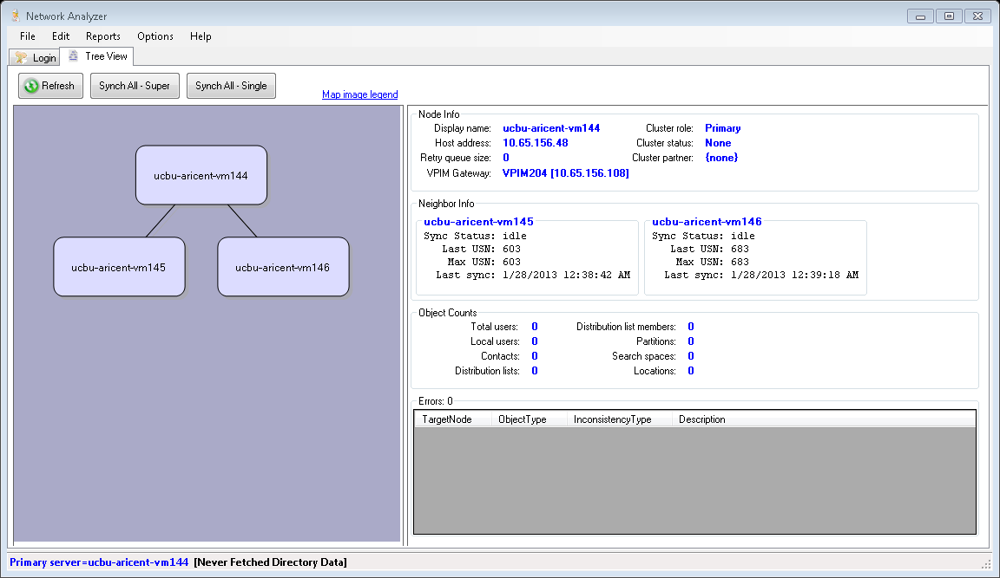 Network Analyzer
File Edit Reports Options Help
Login Tree View
Refresh Synch All - Super Synch All - Single Map image legend
ucbu-aricent-vm144
ucbu-aricent-vm145 ucbu-aricent-vm146
Node Info
Display name: ucbu-aricent-vm144 Cluster role: Primary
Host address: 10.65.156.48 Cluster status: None
Retry queue size: 0 Cluster partner: {none}
VPIM Gateway: VPIM204 [10.65.156.108]
Neighbor Info
ucbu-aricent-vm145
Sync Status: idle
Last USN: 603
Max USN: 603
Last sync: 1/28/2013 12:38:42 AM
ucbu-aricent-vm146
Sync Status: idle
Last USN: 683
Max USN: 683
Last sync: 1/28/2013 12:39:18 AM
Object Counts
Total users: 0 Distribution list members: 0
Local users: 0 Partitions: 0
Contacts: 0 Search spaces: 0
Distribution lists: 0 Locations: 0
Errors: 0
TargetNode ObjectType InconsistencyType Description
Primary server=ucbu-aricent-vm144 [Never Fetched Directory Data]